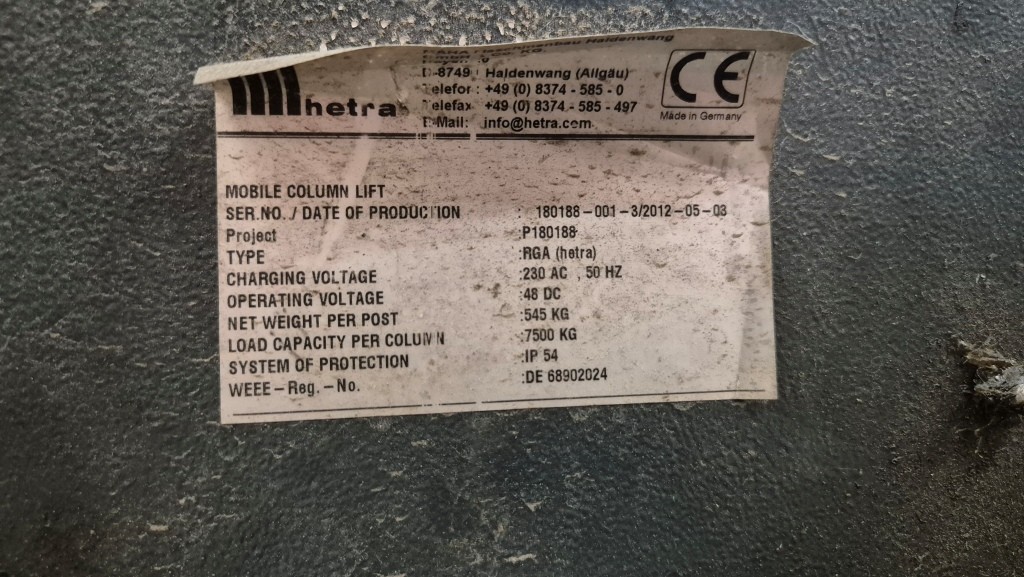 Haldenwang
KG
Haldenwang (Allgäu)
hetra
+49 (0) 8374 - 585 - 0
+49 (0) 8374 - 585 - 497
E-Mail: info@hetra.com
CE
Made in Germany
MOBILE COLUMN LIFT
SER.NO. / DATE OF PRODUCTION : 180188-001-3/2012-05-03
Project :P180188
TYPE :RGA (hetra)
CHARGING VOLTAGE :230 AC , 50 HZ
OPERATING VOLTAGE :48 DC
NET WEIGHT PER POST :545 KG
LOAD CAPACITY PER COLUMN :7500 KG
SYSTEM OF PROTECTION :IP 54
WEEE-Reg.-No. :DE 68902024